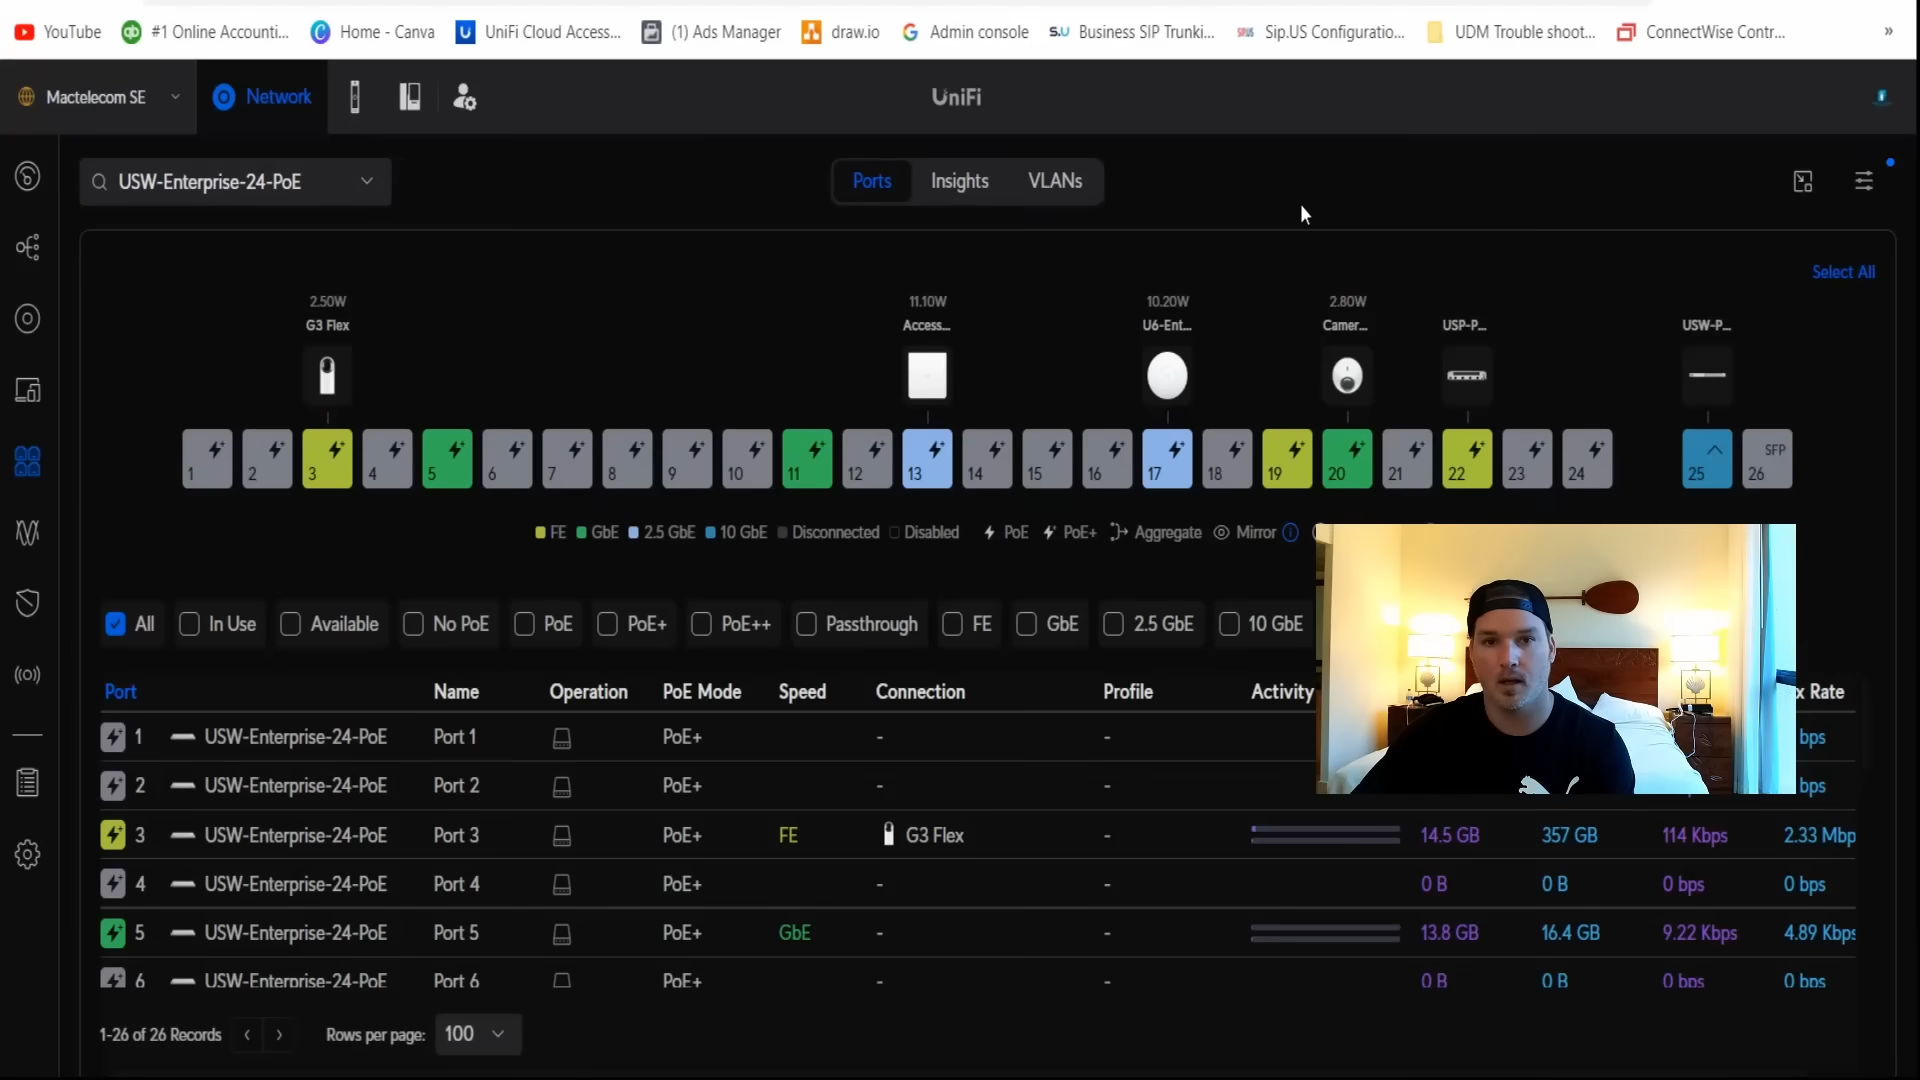 YouTube #1 Online Accounti... Home - Canva UniFi Cloud Access... (1) Ads Manager draw.io Admin console S.U Business SIP Trunki... Sip.US Configuratio... UDM Trouble shoot... ConnectWise Contr... »
Mactelecom SE Network UniFi
USW-Enterprise-24-PoE Ports Insights VLANs
Select All
2.50W 11.10W 10.20W 2.80W
G3 Flex Access... U6-Ent... Camer... USP-P... USW-P...
1 2 3 4 5 6 7 8 9 10 11 12 13 14 15 16 17 18 19 20 21 22 23 24 25 SFP 26
FE GbE 2.5 GbE 10 GbE Disconnected Disabled PoE PoE+ Aggregate Mirror
All In Use Available No PoE PoE PoE+ PoE++ Passthrough FE GbE 2.5 GbE 10 GbE
Port Name Operation PoE Mode Speed Connection Profile Activity x Rate
1 USW-Enterprise-24-PoE Port 1 PoE+ - - bps
2 USW-Enterprise-24-PoE Port 2 PoE+ - - bps
3 USW-Enterprise-24-PoE Port 3 PoE+ FE G3 Flex - 14.5 GB 357 GB 114 Kbps 2.33 Mbp
4 USW-Enterprise-24-PoE Port 4 PoE+ - - 0 B 0 B 0 bps 0 bps
5 USW-Enterprise-24-PoE Port 5 PoE+ GbE - - 13.8 GB 16.4 GB 9.22 Kbps 4.89 Kbps
6 USW-Enterprise-24-PoE Port 6 PoE+ - - 0 B 0 B 0 bps 0 bps
1-26 of 26 Records Rows per page: 100